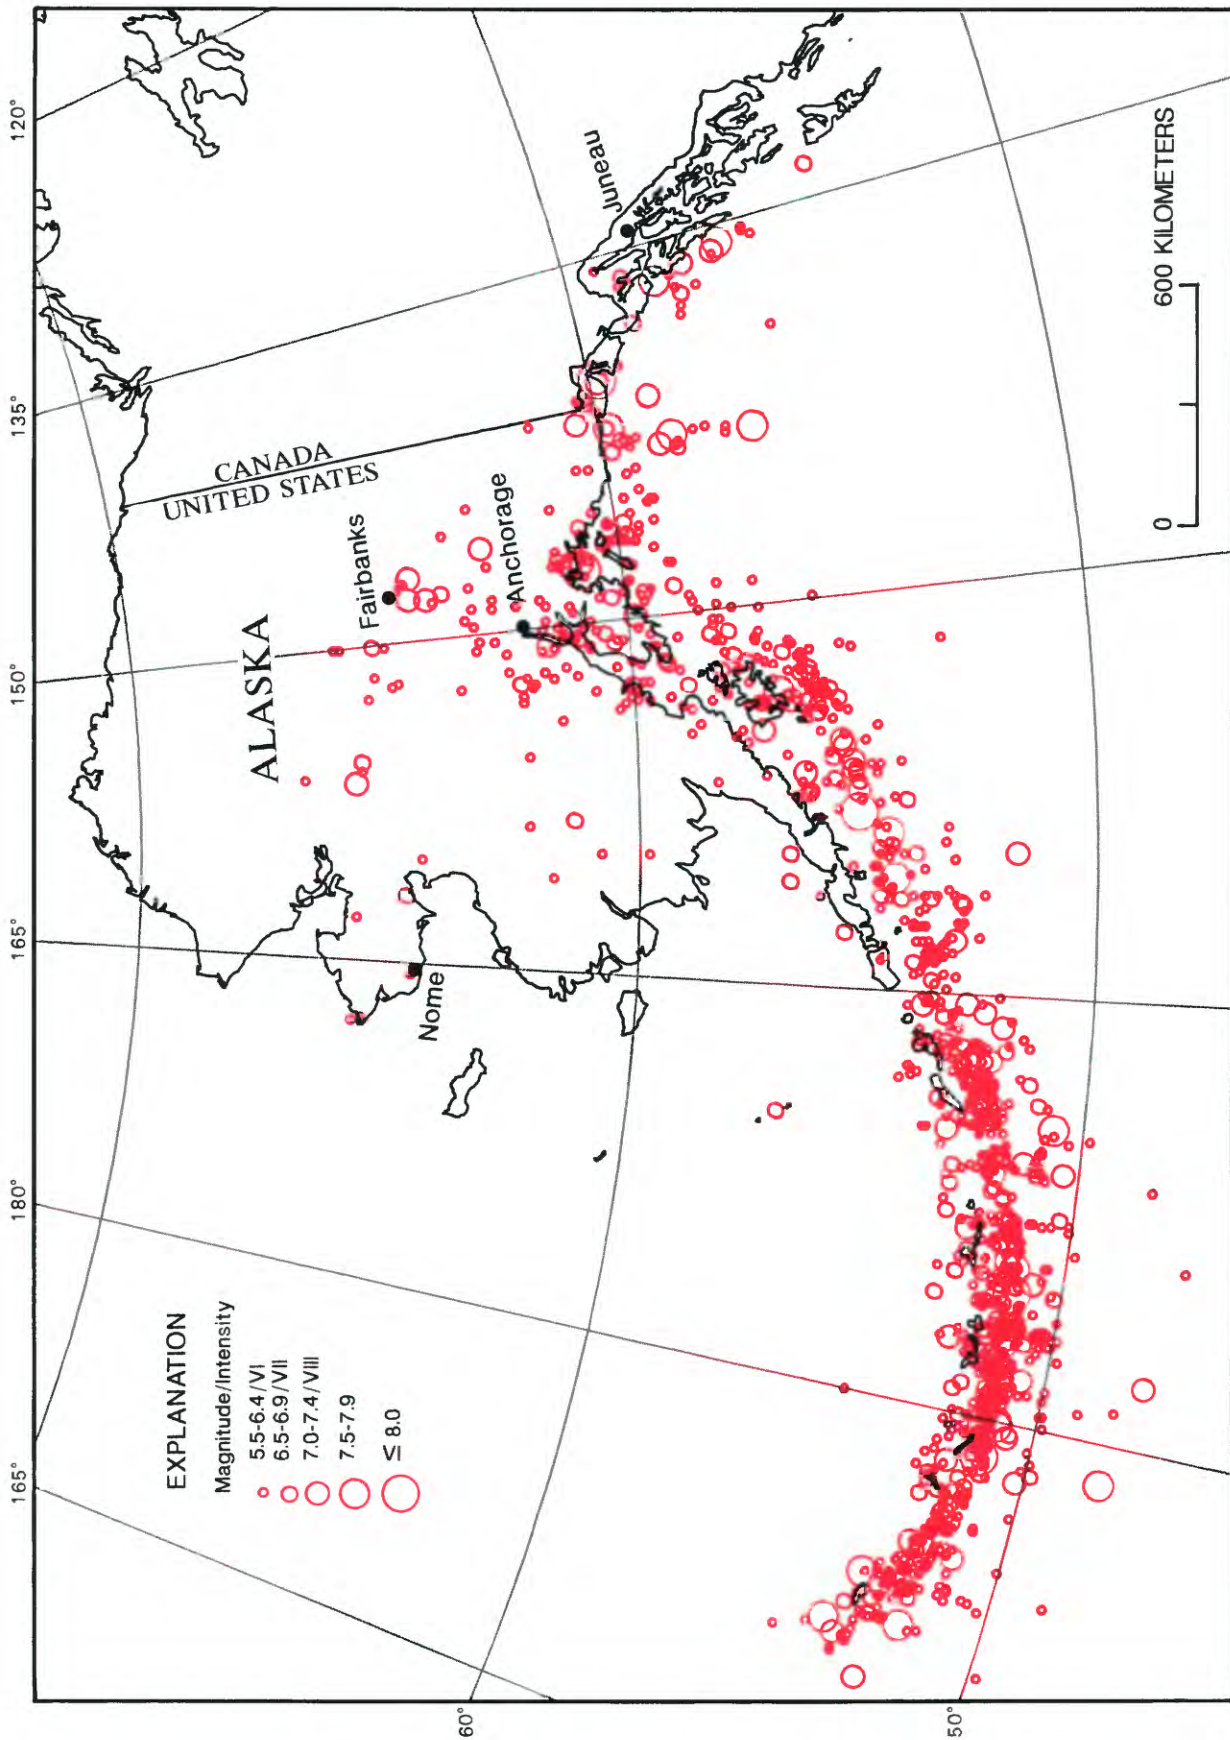 165°
180°
150°
165°
150°
135°
120°
60°
50°
ALASKA
CANADA
UNITED STATES
Fairbanks
Anchorage
Juneau
Nome
EXPLANATION
Magnitude/Intensity
5.5-6.4/VI
6.5-6.9/VII
7.0-7.4/VIII
7.5-7.9
≤ 8.0
0 600 KILOMETERS